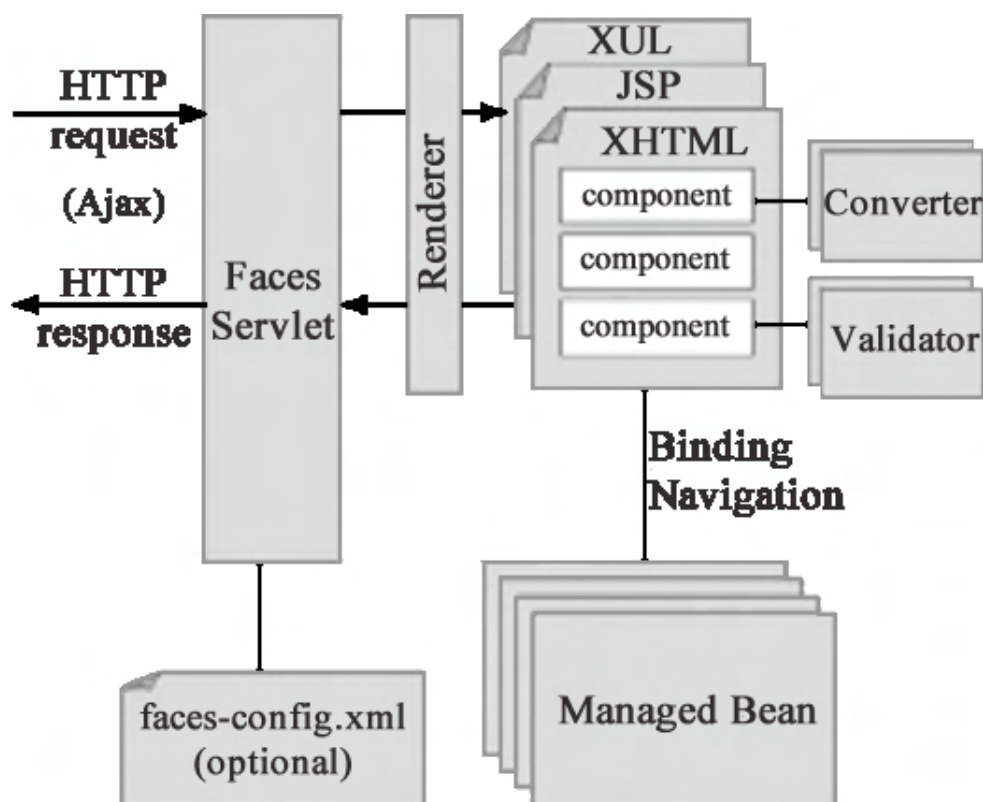 HTTP
request
(Ajax)
HTTP
response
Faces
Servlet
Renderer
XUL
JSP
XHTML
component
component
component
Converter
Validator
Binding
Navigation
faces-config.xml
(optional)
Managed Bean